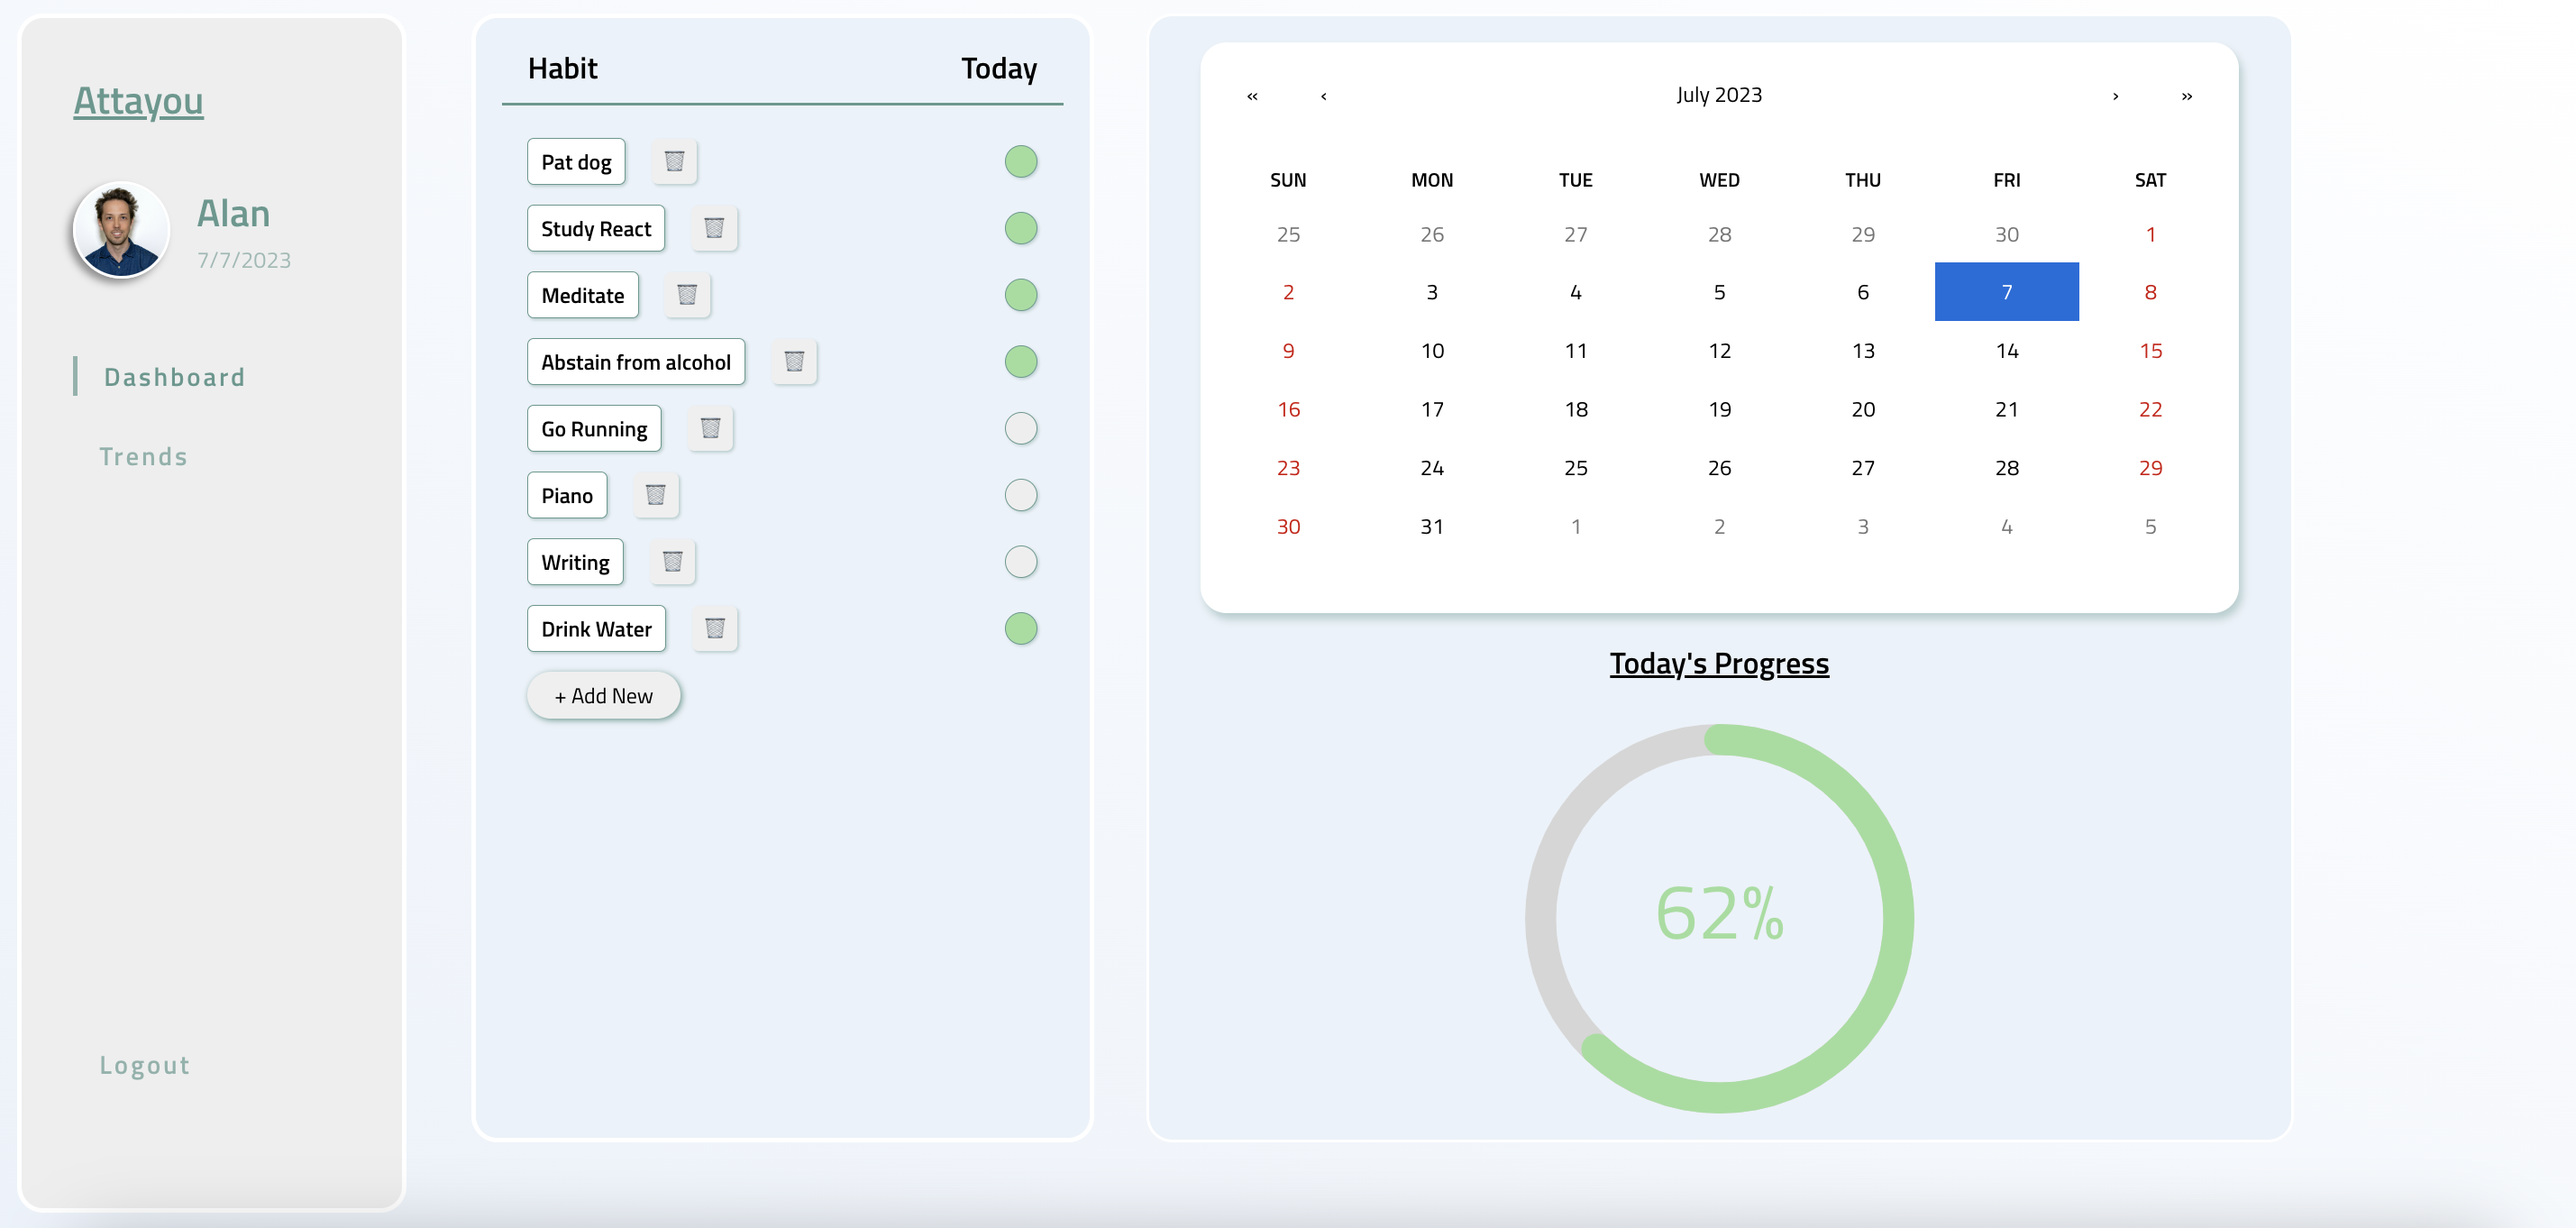 Attayou
Alan
7/7/2023
Dashboard
Trends
Logout
Habit Today
Pat dog
Study React
Meditate
Abstain from alcohol
Go Running
Piano
Writing
Drink Water
+ Add New
« ‹ July 2023 › »
SUN MON TUE WED THU FRI SAT
25 26 27 28 29 30 1
2 3 4 5 6 7 8
9 10 11 12 13 14 15
16 17 18 19 20 21 22
23 24 25 26 27 28 29
30 31 1 2 3 4 5
Today's Progress
62%